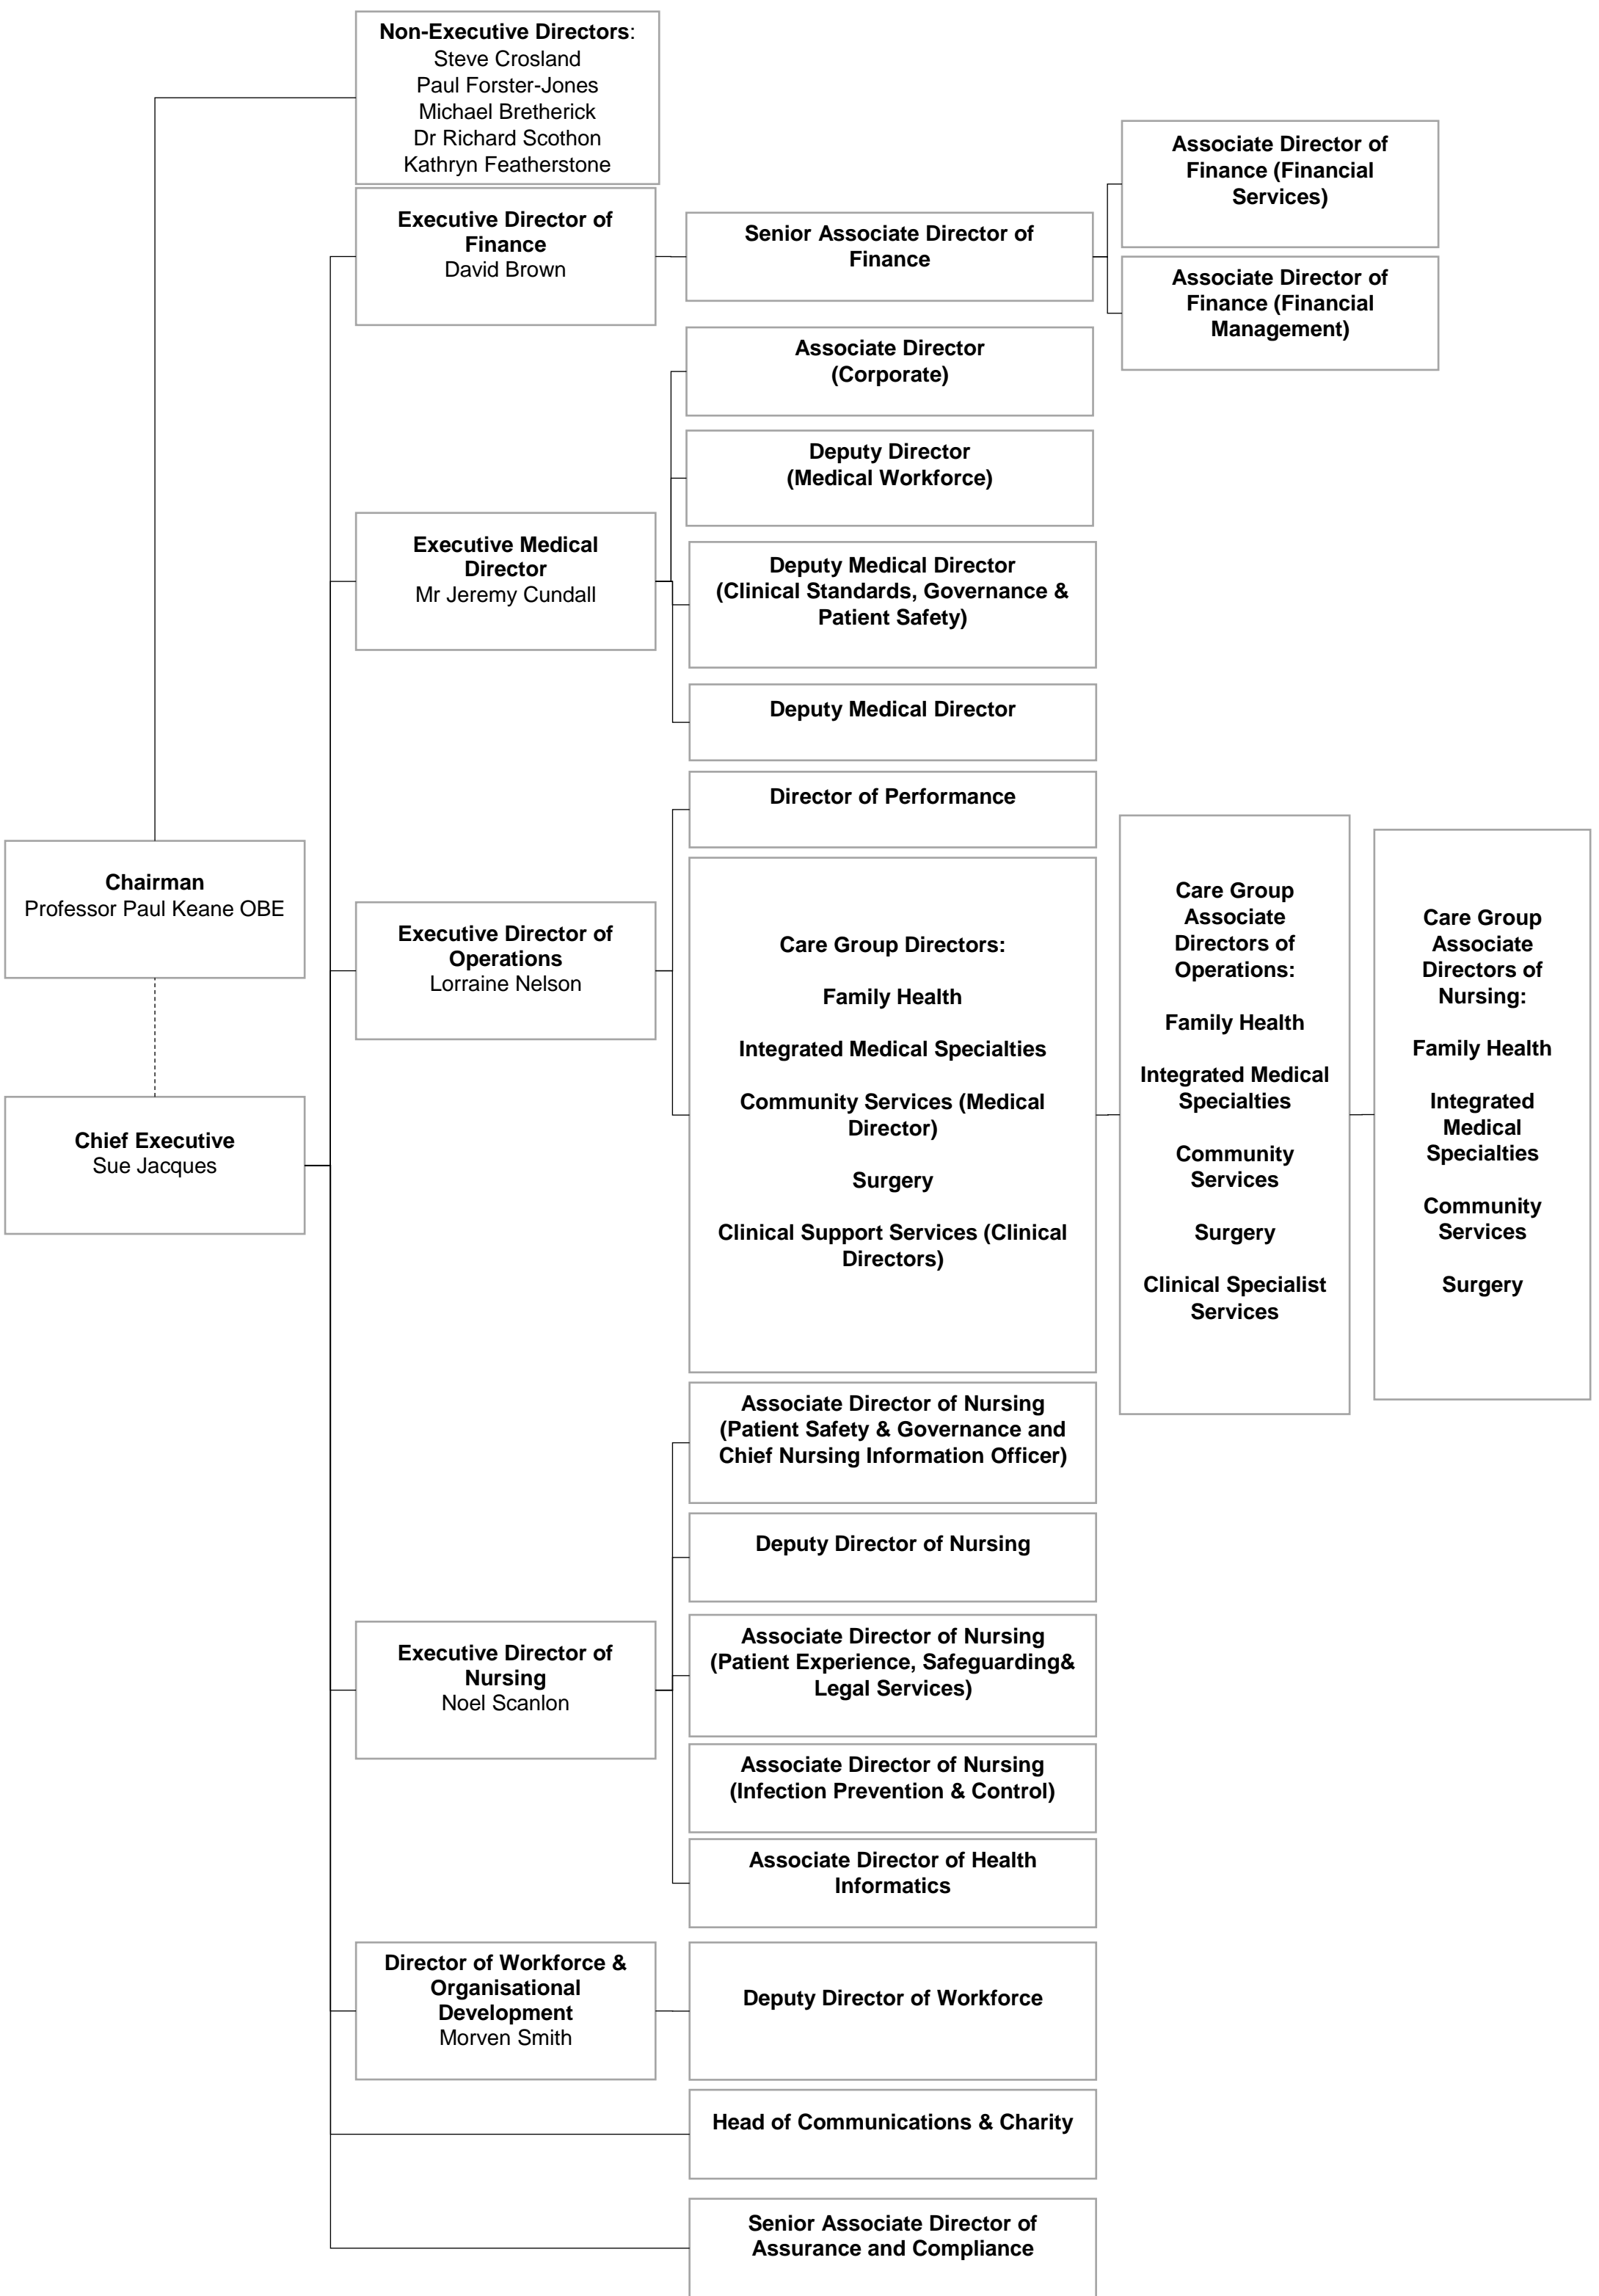 Non-Executive Directors:
Steve Crosland
Paul Forster-Jones
Michael Bretherick
Dr Richard Scothon
Kathryn Featherstone
Executive Director of
Finance
David Brown
Senior Associate Director of
Finance
Associate Director of
Finance (Financial
Services)
Associate Director of
Finance (Financial
Management)
Executive Medical
Director
Mr Jeremy Cundall
Associate Director
(Corporate)
Deputy Director
(Medical Workforce)
Deputy Medical Director
(Clinical Standards, Governance &
Patient Safety)
Deputy Medical Director
Chairman
Professor Paul Keane OBE
Chief Executive
Sue Jacques
Executive Director of
Operations
Lorraine Nelson
Director of Performance
Care Group Directors:
Family Health
Integrated Medical Specialties
Community Services (Medical
Director)
Surgery
Clinical Support Services (Clinical
Directors)
Care Group
Associate
Directors of
Operations:
Family Health
Integrated Medical
Specialties
Community
Services
Surgery
Clinical Specialist
Services
Care Group
Associate
Directors of
Nursing:
Family Health
Integrated
Medical
Specialties
Community
Services
Surgery
Executive Director of
Nursing
Noel Scanlon
Associate Director of Nursing
(Patient Safety & Governance and
Chief Nursing Information Officer)
Deputy Director of Nursing
Associate Director of Nursing
(Patient Experience, Safeguarding&
Legal Services)
Associate Director of Nursing
(Infection Prevention & Control)
Associate Director of Health
Informatics
Director of Workforce &
Organisational
Development
Morven Smith
Deputy Director of Workforce
Head of Communications & Charity
Senior Associate Director of
Assurance and Compliance